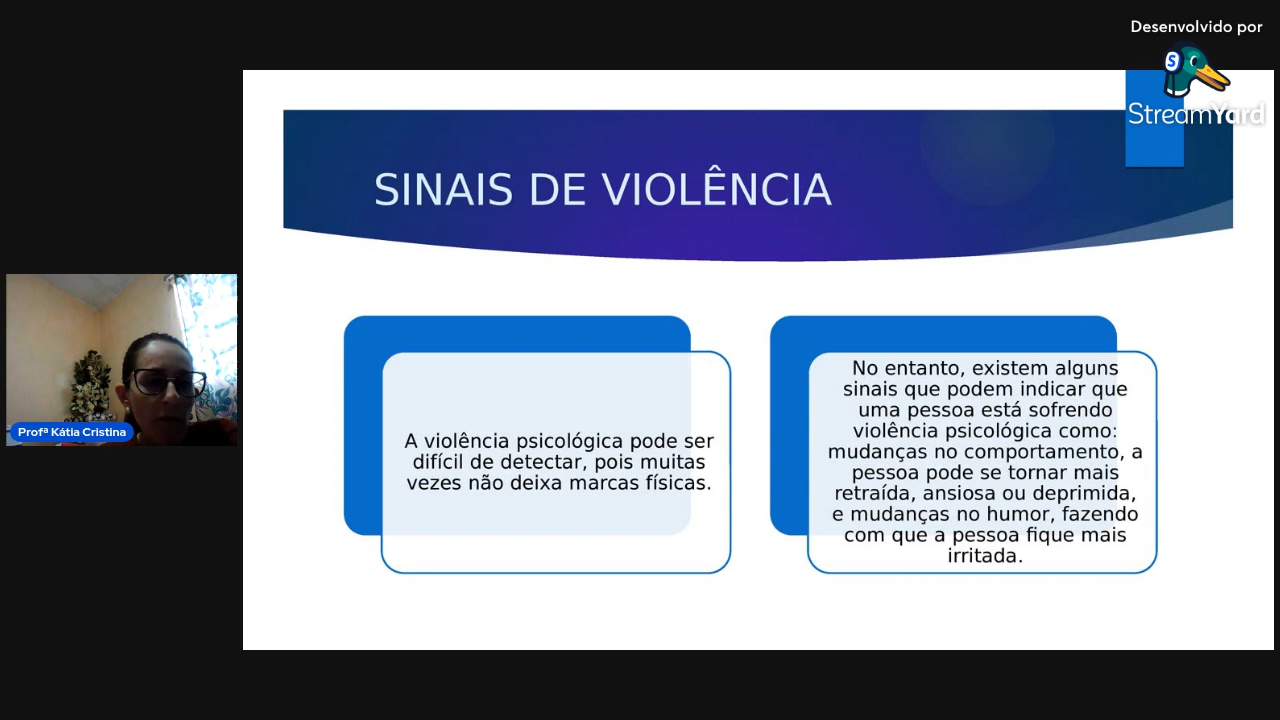 Desenvolvido por
StreamYard
SINAIS DE VIOLÊNCIA
A violência psicológica pode ser
difícil de detectar, pois muitas
vezes não deixa marcas físicas.
No entanto, existem alguns
sinais que podem indicar que
uma pessoa está sofrendo
violência psicológica como:
mudanças no comportamento, a
pessoa pode se tornar mais
retraída, ansiosa ou deprimida,
e mudanças no humor, fazendo
com que a pessoa fique mais
irritada.
Profª Kátia Cristina